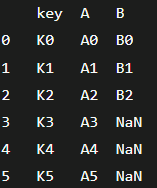 key A B
0 K0 A0 B0
1 K1 A1 B1
2 K2 A2 B2
3 K3 A3 NaN
4 K4 A4 NaN
5 K5 A5 NaN